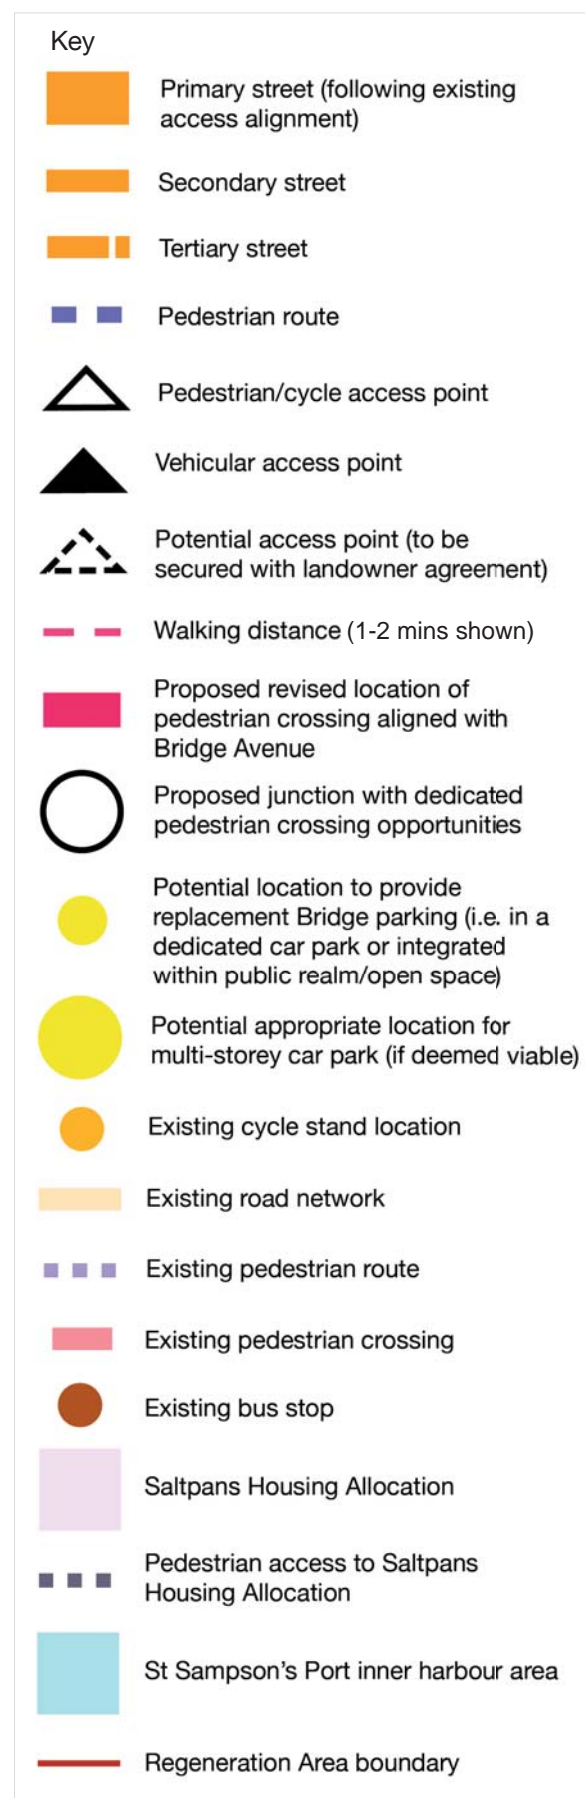 Key
Primary street (following existing
access alignment)
Secondary street
Tertiary street
Pedestrian route
Pedestrian/cycle access point
Vehicular access point
Potential access point (to be
secured with landowner agreement)
Walking distance (1-2 mins shown)
Proposed revised location of
pedestrian crossing aligned with
Bridge Avenue
Proposed junction with dedicated
pedestrian crossing opportunities
Potential location to provide
replacement Bridge parking (i.e. in a
dedicated car park or integrated
within public realm/open space)
Potential appropriate location for
multi-storey car park (if deemed viable)
Existing cycle stand location
Existing road network
Existing pedestrian route
Existing pedestrian crossing
Existing bus stop
Saltpans Housing Allocation
Pedestrian access to Saltpans
Housing Allocation
St Sampson's Port inner harbour area
Regeneration Area boundary